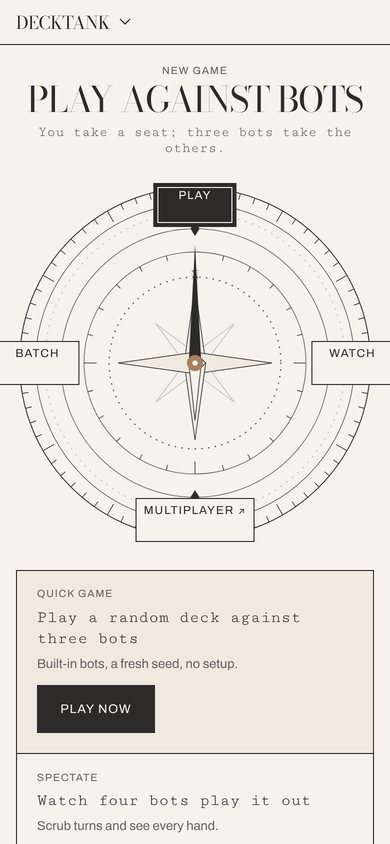 DECKTANK
NEW GAME
PLAY AGAINST BOTS
You take a seat; three bots take the
others.
PLAY
BATCH
WATCH
MULTIPLAYER ↗
QUICK GAME
Play a random deck against
three bots
Built-in bots, a fresh seed, no setup.
PLAY NOW
SPECTATE
Watch four bots play it out
Scrub turns and see every hand.